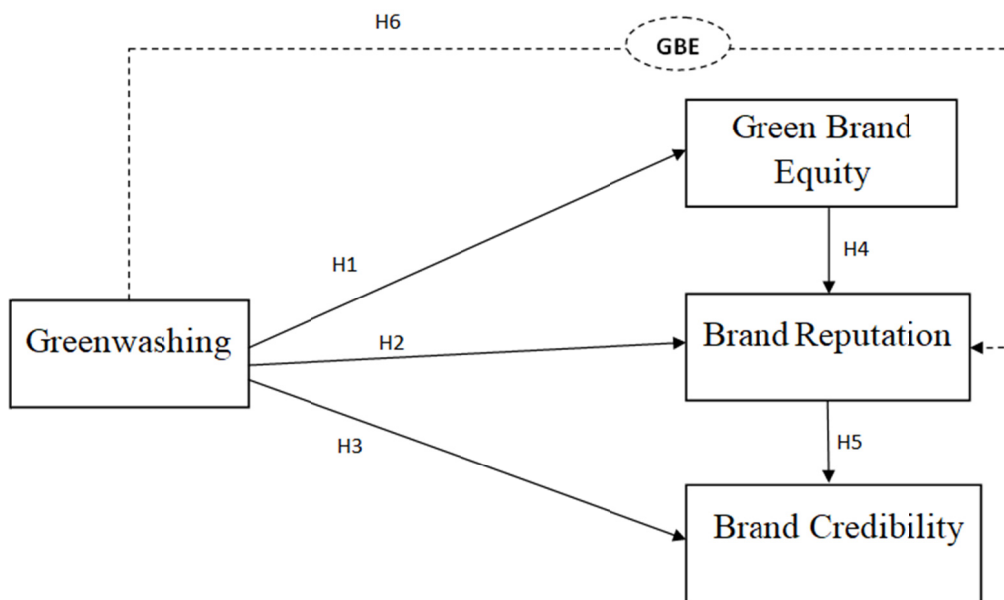 H6
GBE
Green Brand
Equity
H1
H4
Greenwashing
H2
Brand Reputation
H3
H5
Brand Credibility